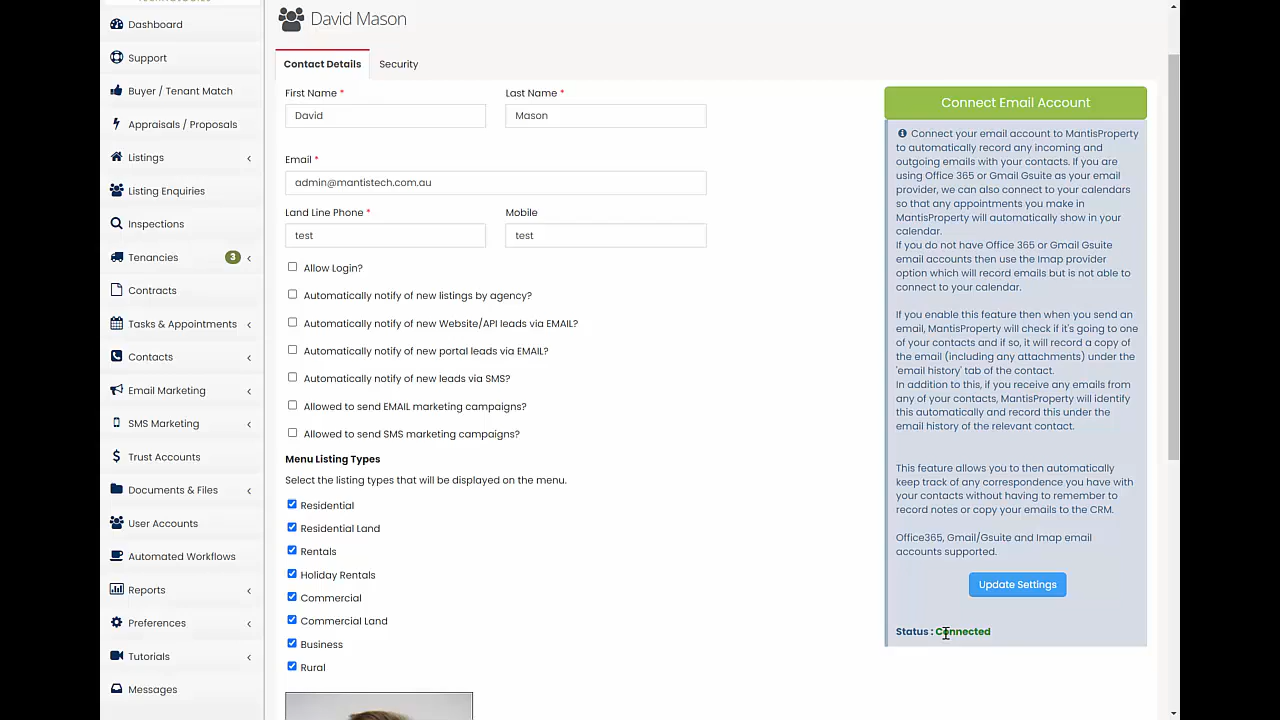 Dashboard
Support
Buyer / Tenant Match
Appraisals / Proposals
Listings
Listing Enquiries
Inspections
Tenancies 3
Contracts
Tasks & Appointments
Contacts
Email Marketing
SMS Marketing
Trust Accounts
Documents & Files
User Accounts
Automated Workflows
Reports
Preferences
Tutorials
Messages
David Mason
Contact Details Security
First Name * Last Name *
David Mason
Email *
admin@mantistech.com.au
Land Line Phone * Mobile
test test
Allow Login?
Automatically notify of new listings by agency?
Automatically notify of new Website/API leads via EMAIL?
Automatically notify of new portal leads via EMAIL?
Automatically notify of new leads via SMS?
Allowed to send EMAIL marketing campaigns?
Allowed to send SMS marketing campaigns?
Menu Listing Types
Select the listing types that will be displayed on the menu.
Residential
Residential Land
Rentals
Holiday Rentals
Commercial
Commercial Land
Business
Rural
Connect Email Account
Connect your email account to MantisProperty
to automatically record any incoming and
outgoing emails with your contacts. If you are
using Office 365 or Gmail Gsuite as your email
provider, we can also connect to your calendars
so that any appointments you make in
MantisProperty will automatically show in your
calendar.
If you do not have Office 365 or Gmail Gsuite
email accounts then use the Imap provider
option which will record emails but is not able to
connect to your calendar.
If you enable this feature then when you send an
email, MantisProperty will check if it's going to one
of your contacts and if so, it will record a copy of
the email (including any attachments) under the
'email history' tab of the contact.
In addition to this, if you receive any emails from
any of your contacts, MantisProperty will identify
this automatically and record this under the
email history of the relevant contact.
This feature allows you to then automatically
keep track of any correspondence you have with
your contacts without having to remember to
record notes or copy your emails to the CRM.
Office365, Gmail/Gsuite and Imap email
accounts supported.
Update Settings
Status : Connected